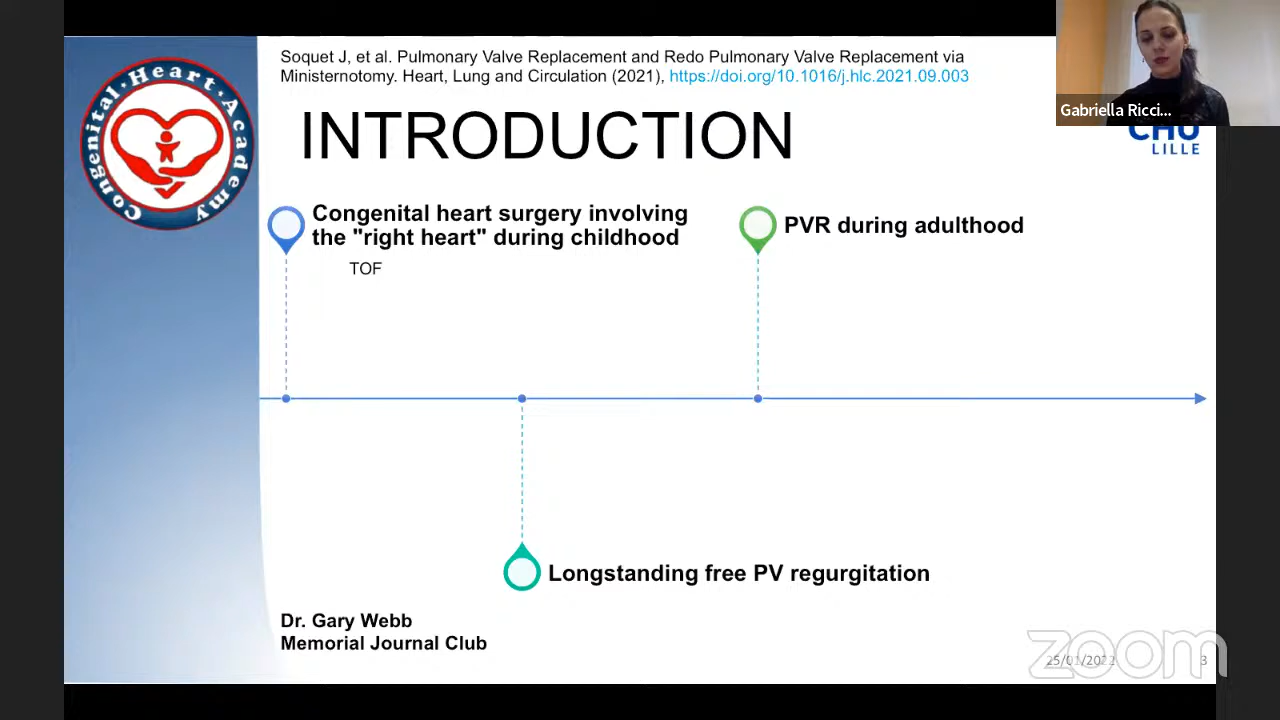 Soquet J, et al. Pulmonary Valve Replacement and Redo Pulmonary Valve Replacement via
Ministernotomy. Heart, Lung and Circulation (2021), https://doi.org/10.1016/j.hlc.2021.09.003
Gabriella Ricci...
Congenital·Heart·Academy
INTRODUCTION
CHU
LILLE
Congenital heart surgery involving
the "right heart" during childhood
TOF
PVR during adulthood
Longstanding free PV regurgitation
Dr. Gary Webb
Memorial Journal Club
zoom
25/01/2022
3